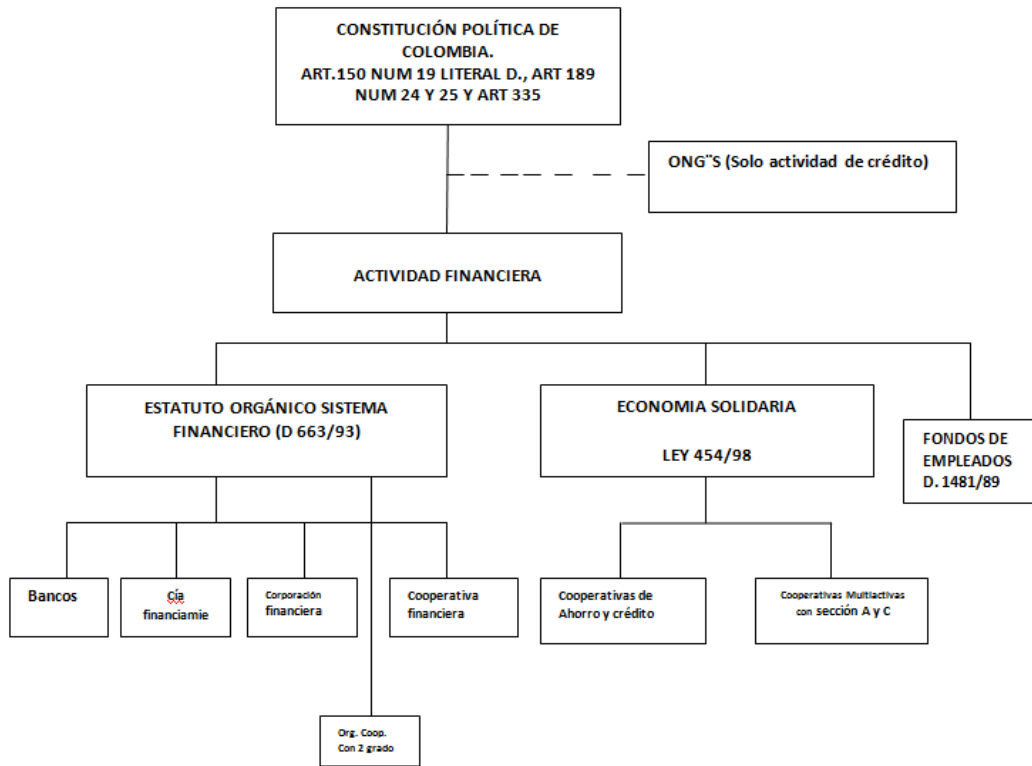 CONSTITUCIÓN POLÍTICA DE
COLOMBIA.
ART.150 NUM 19 LITERAL D., ART 189
NUM 24 Y 25 Y ART 335
ONG¨S (Solo actividad de crédito)
ACTIVIDAD FINANCIERA
ESTATUTO ORGÁNICO SISTEMA
FINANCIERO (D 663/93)
ECONOMIA SOLIDARIA
LEY 454/98
FONDOS DE
EMPLEADOS
D. 1481/89
Bancos
Cía
financiamie
Corporación
financiera
Cooperativa
financiera
Cooperativas de
Ahorro y crédito
Cooperativas Multiactivas
con sección A y C
Org. Coop.
Con 2 grado